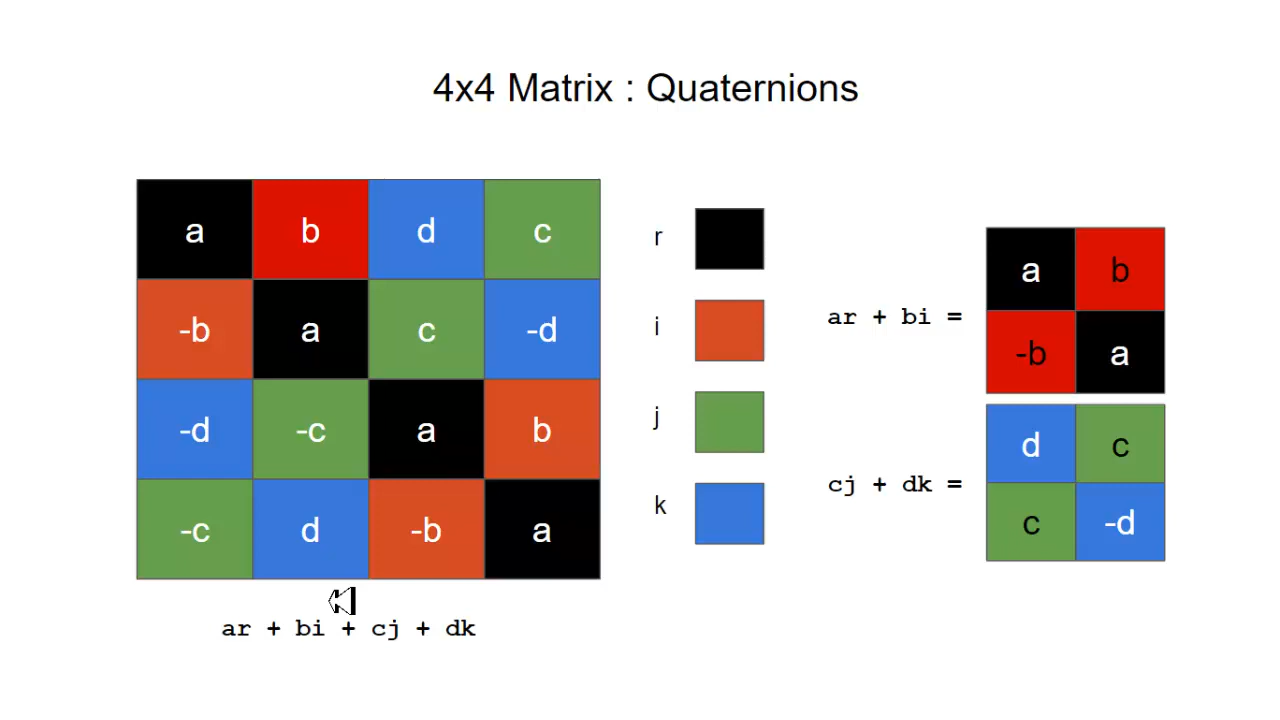 4x4 Matrix : Quaternions
a b d c
-b a c -d
-d -c a b
-c d -b a
ar + bi + cj + dk
r
i
j
k
ar + bi =
a b
-b a
cj + dk =
d c
c -d